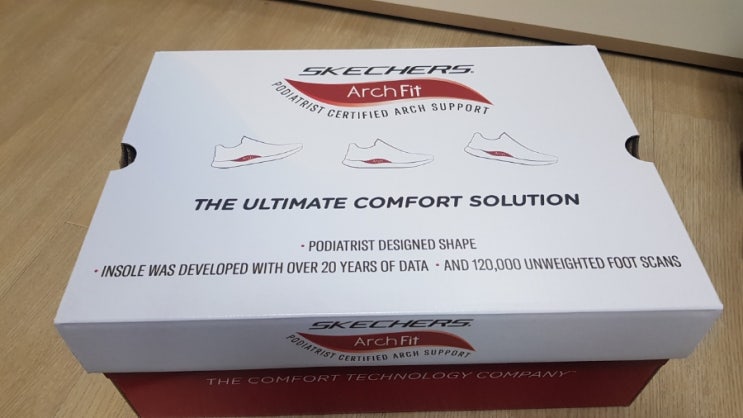 SKECHERS.
Arch Fit
PODIATRIST CERTIFIED ARCH SUPPORT
THE ULTIMATE COMFORT SOLUTION
• PODIATRIST DESIGNED SHAPE
• INSOLE WAS DEVELOPED WITH OVER 20 YEARS OF DATA • AND 120,000 UNWEIGHTED FOOT SCANS
SKECHERS.
Arch Fit
PODIATRIST CERTIFIED ARCH SUPPORT
THE COMFORT TECHNOLOGY COMPANY™